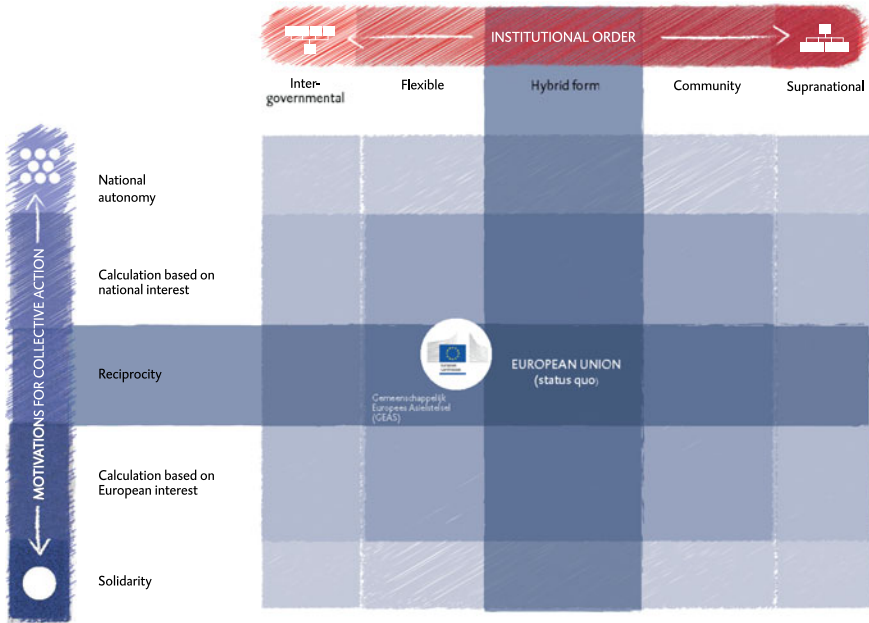 INSTITUTIONAL ORDER
Inter-
governmental
Flexible
Hybrid form
Community
Supranational
MOTIVATIONS FOR COLLECTIVE ACTION
National
autonomy
Calculation based on
national interest
Reciprocity
EUROPEAN UNION
(status quo)
Gemeenschappelijk
Europees Asielstelsel
(GEAS)
Calculation based on
European interest
Solidarity